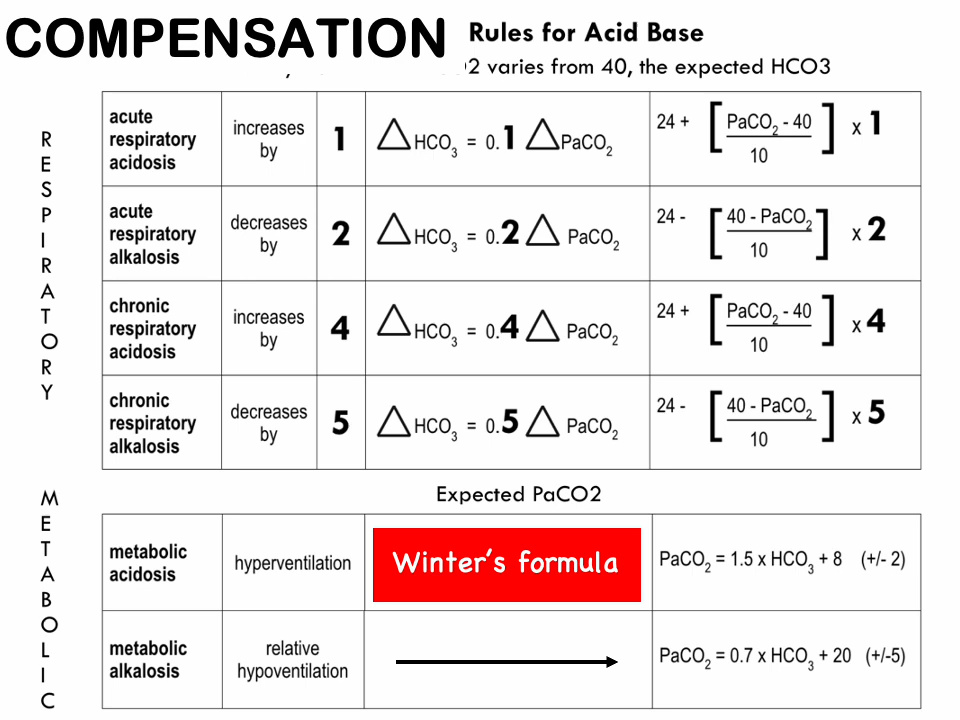 COMPENSATION Rules for Acid Base
2 varies from 40, the expected HCO3
RESPIRATORY
acute respiratory acidosis
increases by
1
△HCO3 = 0.1 △PaCO2
24 + [PaCO2 - 40 / 10] x 1
acute respiratory alkalosis
decreases by
2
△HCO3 = 0.2 △ PaCO2
24 - [40 - PaCO2 / 10] x 2
chronic respiratory acidosis
increases by
4
△HCO3 = 0.4 △ PaCO2
24 + [PaCO2 - 40 / 10] x 4
chronic respiratory alkalosis
decreases by
5
△HCO3 = 0.5 △ PaCO2
24 - [40 - PaCO2 / 10] x 5
METABOLIC
Expected PaCO2
metabolic acidosis
hyperventilation
Winter's formula
PaCO2 = 1.5 x HCO3 + 8 (+/- 2)
metabolic alkalosis
relative hypoventilation
PaCO2 = 0.7 x HCO3 + 20 (+/-5)